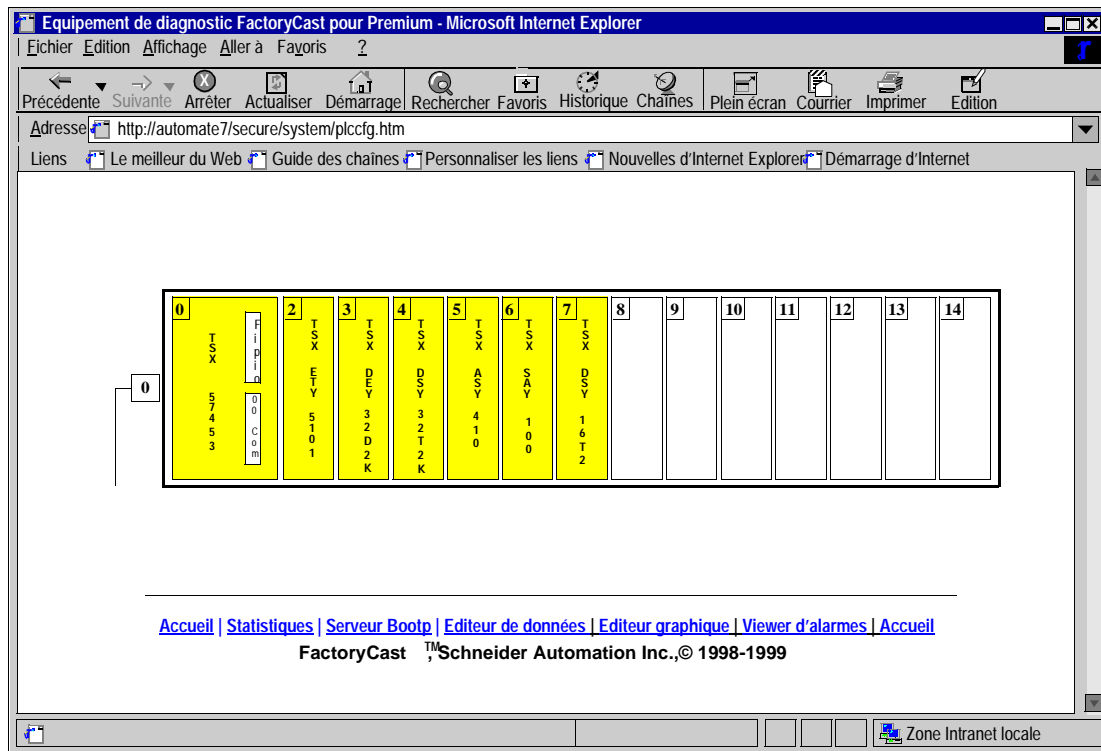 Equipement de diagnostic FactoryCast pour Premium - Microsoft Internet Explorer
Fichier Edition Affichage Aller à Favoris ?
Précédente Suivante Arrêter Actualiser Démarrage Rechercher Favoris Historique Chaînes Plein écran Courrier Imprimer Edition
Adresse http://automate7/secure/system/plccfg.htm
Liens Le meilleur du Web Guide des chaînes Personnaliser les liens Nouvelles d'Internet Explorer Démarrage d'Internet
0 2 3 4 5 6 7 8 9 10 11 12 13 14
0
TSX 57453
Fipio
00 Com
TSX ETY 5101
TSX DEY 32D2K
TSX DSY 32T2K
TSX ASY 410
TSX SAY 100
TSX DSY 16T2
Accueil | Statistiques | Serveur Bootp | Editeur de données | Editeur graphique | Viewer d'alarmes | Accueil
FactoryCast TM, Schneider Automation Inc.,© 1998-1999
Zone Intranet locale